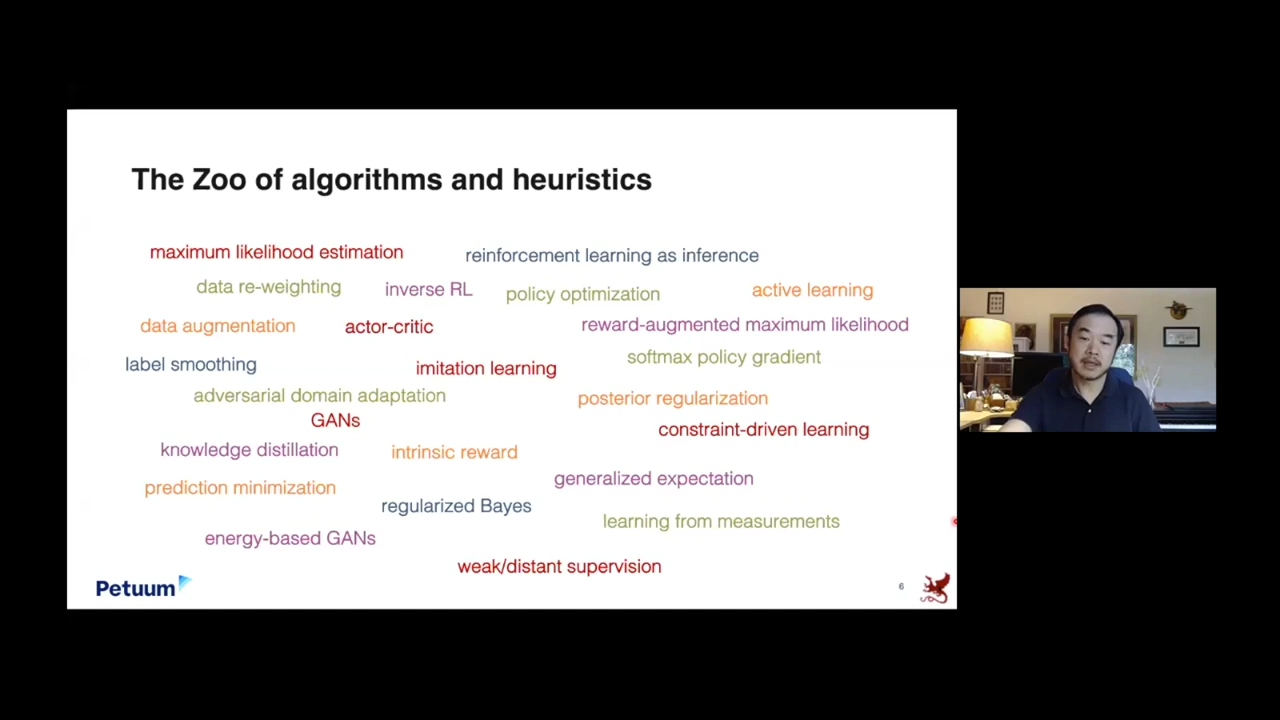 The Zoo of algorithms and heuristics
maximum likelihood estimation
reinforcement learning as inference
data re-weighting
inverse RL
policy optimization
active learning
data augmentation
actor-critic
reward-augmented maximum likelihood
label smoothing
imitation learning
softmax policy gradient
adversarial domain adaptation
posterior regularization
GANs
constraint-driven learning
knowledge distillation
intrinsic reward
generalized expectation
prediction minimization
regularized Bayes
learning from measurements
energy-based GANs
weak/distant supervision
Petuum
6